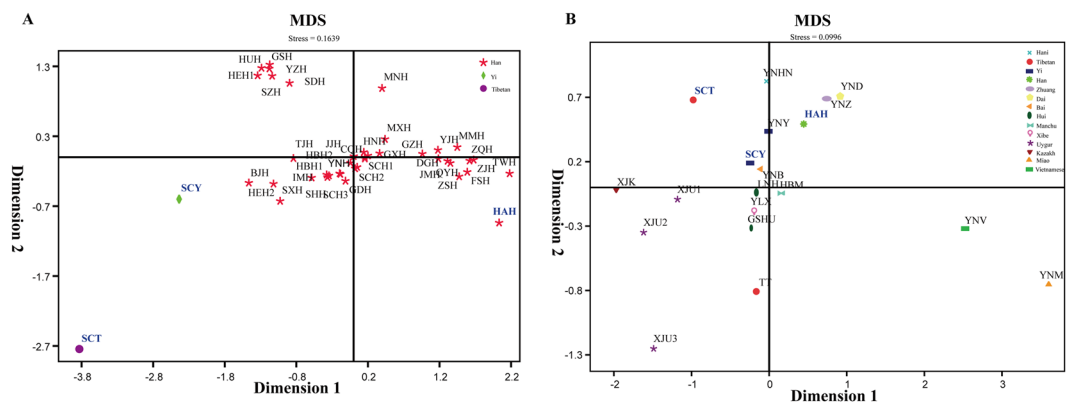 A
MDS
Stress = 0.1639
GSH
HUH
YZH
HEH1
SDH
SZH
MNH
Han
Yi
Tibetan
MXH
HNH
YJH
MMH
TJH
JJH
CQH
GZH
ZQH
HBH2
GXH
HBH1
YNH
SCH1
DGH
TWH
BJH
IMH
SCH2
JMH
DYH
ZJH
SCY
HEH2
SXH
SHH
SCH3
GDH
ZSH
FSH
HAH
SCT
1.3
0.3
-0.7
-1.7
-2.7
Dimension 2
-3.8
-2.8
-1.8
-0.8
0.2
1.2
2.2
Dimension 1
B
MDS
Stress = 0.0996
Hani
Tibetan
Yi
Han
Zhuang
Dai
Bai
Hui
Manchu
Xibe
Uygur
Kazakh
Miao
Vietnamese
YNHN
SCT
YND
YNZ
HAH
YNY
SCY
YNB
LNH
HBM
XJK
XJU1
YLX
GSHU
XJU2
YNV
TT
YNM
XJU3
0.7
0.2
-0.3
-0.8
-1.3
Dimension 2
-2
-1
0
1
2
3
Dimension 1